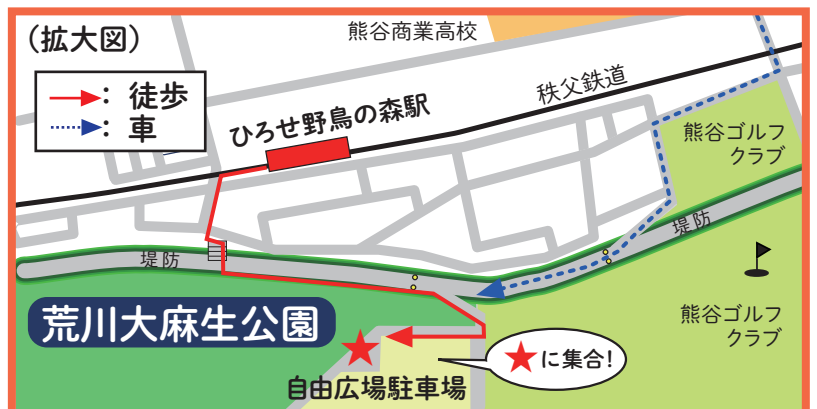 (拡大図)
熊谷商業高校
：徒歩
：車
秩父鉄道
ひろせ野鳥の森駅
熊谷ゴルフ
クラブ
堤防
堤防
荒川大麻生公園
熊谷ゴルフ
クラブ
★に集合！
自由広場駐車場